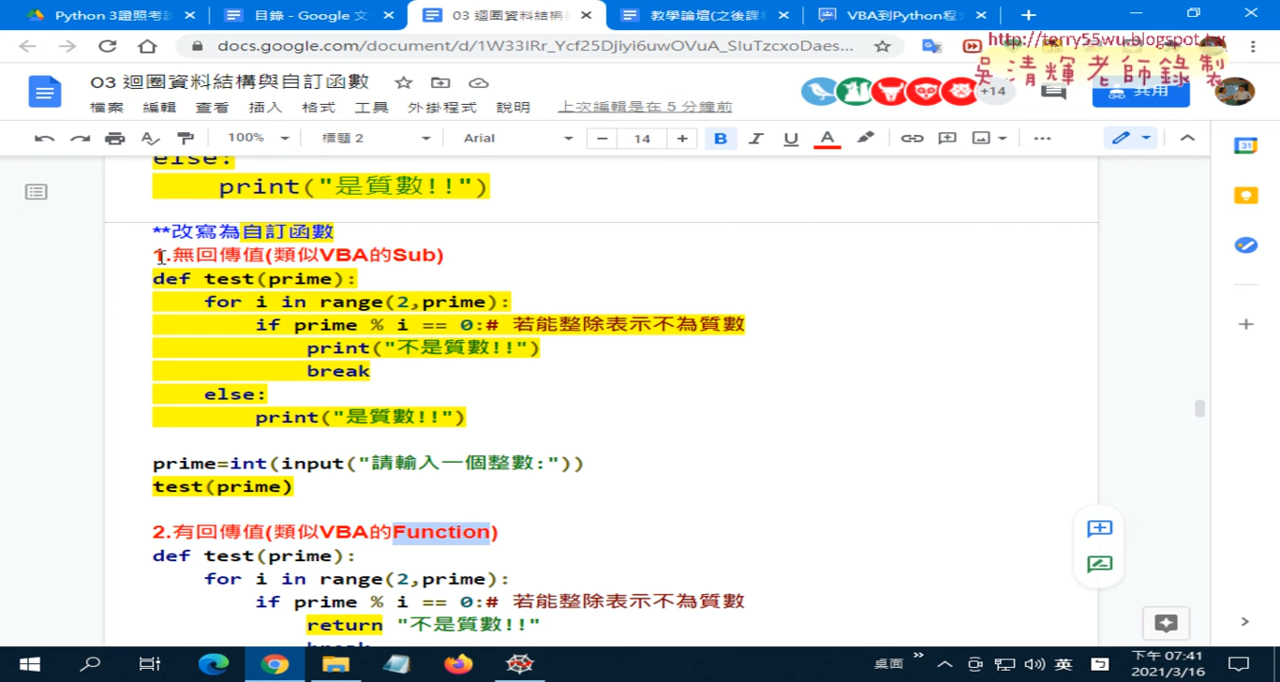 Python 3證照考
目錄 - Google 文
03 迴圈資料結構
教學論壇(之後課
VBA到Python程
docs.google.com/document/d/1W33IRr_Ycf25Djiyi6uwOVuA_SIuTzcxoDaes...
http://terry55wu.blogspot.tw
吳清輝老師錄製
03 迴圈資料結構與自訂函數
+14
共用
檔案 編輯 查看 插入 格式 工具 外掛程式 說明 上次編輯是在 5 分鐘前
100% 標題 2 Arial 14 B I U A
31
else:
print("是質數!!")
**改寫為自訂函數
1.無回傳值(類似VBA的Sub)
def test(prime):
for i in range(2,prime):
if prime % i == 0:# 若能整除表示不為質數
print("不是質數!!")
break
else:
print("是質數!!")
prime=int(input("請輸入一個整數:"))
test(prime)
2.有回傳值(類似VBA的Function)
def test(prime):
for i in range(2,prime):
if prime % i == 0:# 若能整除表示不為質數
return "不是質數!!"
break
桌面 英 下午 07:41
2021/3/16